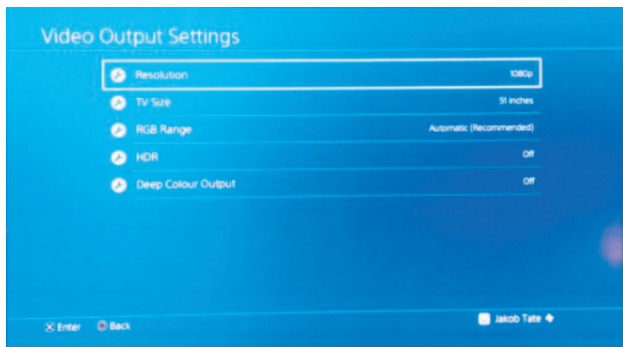 Video Output Settings
Resolution 1080p
TV Size 51 inches
RGB Range Automatic (Recommended)
HDR Off
Deep Colour Output Off
Enter Back Jakob Tate